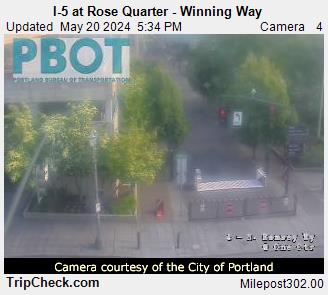 I-5 at Rose Quarter - Winning Way
Updated May 20 2024 5:34 PM Camera 4
PBOT
PORTLAND BUREAU OF TRANSPORTATION
Camera courtesy of the City of Portland
TripCheck.com Milepost302.00